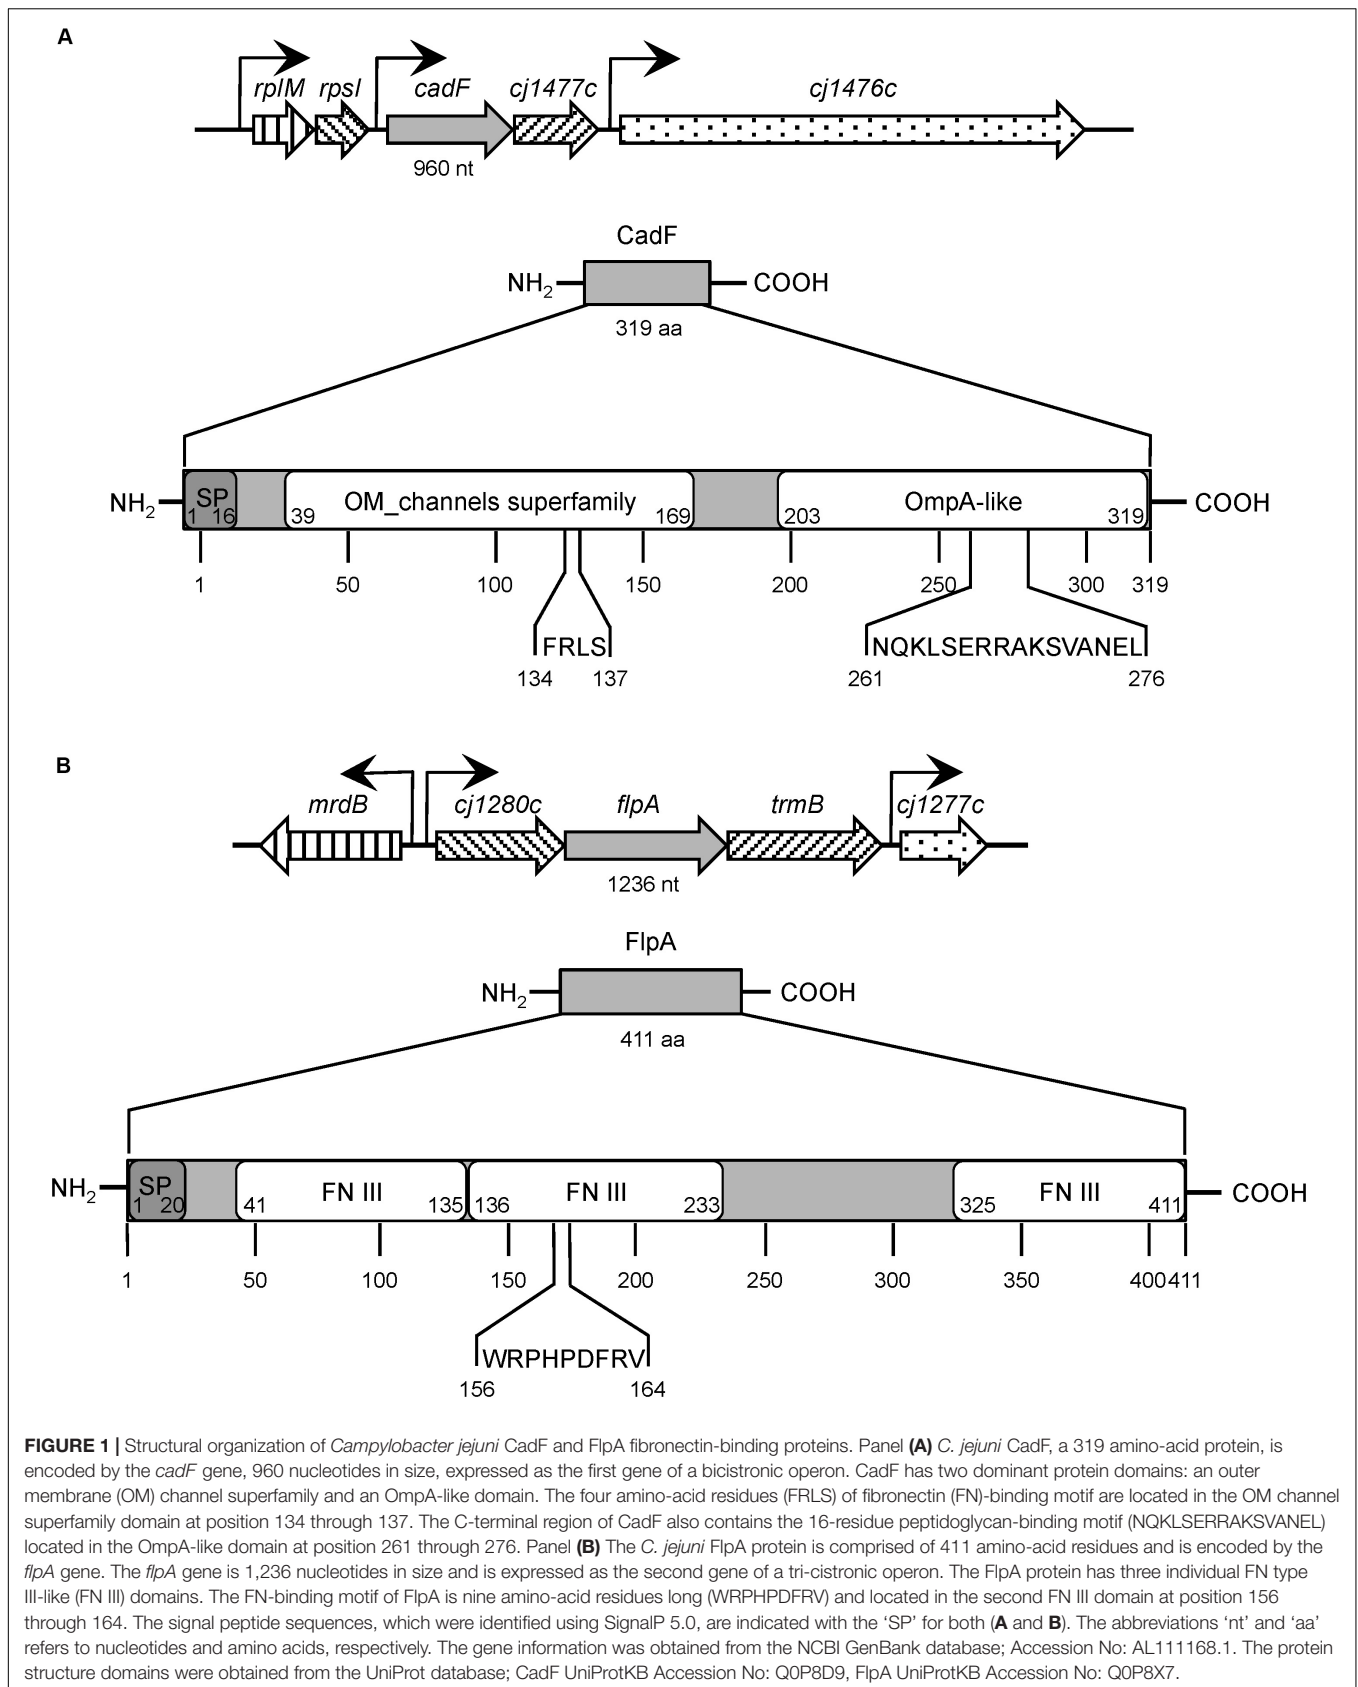 A
rplM rpsI cadF cj1477c cj1476c
960 nt
CadF
NH2 COOH
319 aa
NH2 SP 1 16 39 OM_channels superfamily 169 203 OmpA-like 319 COOH
1 50 100 150 200 250 300 319
FRLS NQKLSERRAKSVANEL
134 137 261 276
B
mrdB cj1280c flpA trmB cj1277c
1236 nt
FlpA
NH2 COOH
411 aa
NH2 SP 1 20 41 FN III 135 136 FN III 233 325 FN III 411 COOH
1 50 100 150 200 250 300 350 400 411
WRPHPDFRV
156 164
FIGURE 1 | Structural organization of Campylobacter jejuni CadF and FlpA fibronectin-binding proteins. Panel (A) C. jejuni CadF, a 319 amino-acid protein, is
encoded by the cadF gene, 960 nucleotides in size, expressed as the first gene of a bicistronic operon. CadF has two dominant protein domains: an outer
membrane (OM) channel superfamily and an OmpA-like domain. The four amino-acid residues (FRLS) of fibronectin (FN)-binding motif are located in the OM channel
superfamily domain at position 134 through 137. The C-terminal region of CadF also contains the 16-residue peptidoglycan-binding motif (NQKLSERRAKSVANEL)
located in the OmpA-like domain at position 261 through 276. Panel (B) The C. jejuni FlpA protein is comprised of 411 amino-acid residues and is encoded by the
flpA gene. The flpA gene is 1,236 nucleotides in size and is expressed as the second gene of a tri-cistronic operon. The FlpA protein has three individual FN type
III-like (FN III) domains. The FN-binding motif of FlpA is nine amino-acid residues long (WRPHPDFRV) and located in the second FN III domain at position 156
through 164. The signal peptide sequences, which were identified using SignalP 5.0, are indicated with the ‘SP’ for both (A and B). The abbreviations ‘nt’ and ‘aa’
refers to nucleotides and amino acids, respectively. The gene information was obtained from the NCBI GenBank database; Accession No: AL111168.1. The protein
structure domains were obtained from the UniProt database; CadF UniProtKB Accession No: Q0P8D9, FlpA UniProtKB Accession No: Q0P8X7.